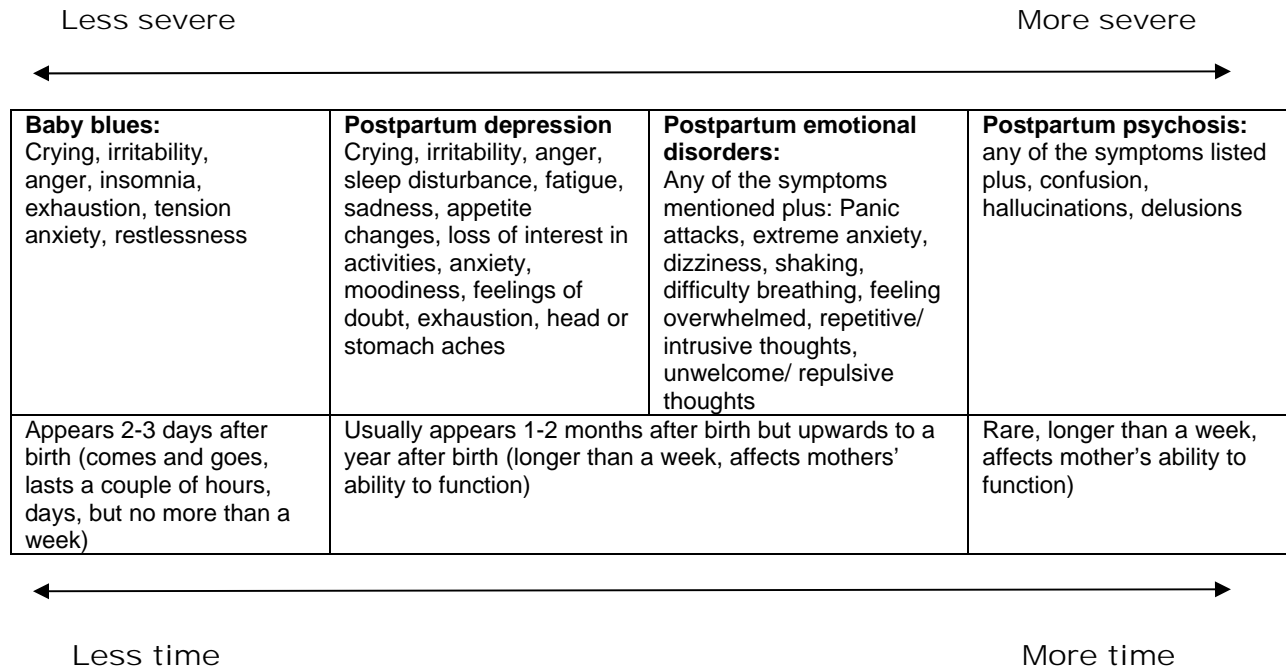 Less severe
More severe
Baby blues:
Crying, irritability,
anger, insomnia,
exhaustion, tension
anxiety, restlessness
Postpartum depression
Crying, irritability, anger,
sleep disturbance, fatigue,
sadness, appetite
changes, loss of interest in
activities, anxiety,
moodiness, feelings of
doubt, exhaustion, head or
stomach aches
Postpartum emotional
disorders:
Any of the symptoms
mentioned plus: Panic
attacks, extreme anxiety,
dizziness, shaking,
difficulty breathing, feeling
overwhelmed, repetitive/
intrusive thoughts,
unwelcome/ repulsive
thoughts
Postpartum psychosis:
any of the symptoms listed
plus, confusion,
hallucinations, delusions
Appears 2-3 days after
birth (comes and goes,
lasts a couple of hours,
days, but no more than a
week)
Usually appears 1-2 months after birth but upwards to a
year after birth (longer than a week, affects mothers’
ability to function)
Rare, longer than a week,
affects mother’s ability to
function)
Less time
More time